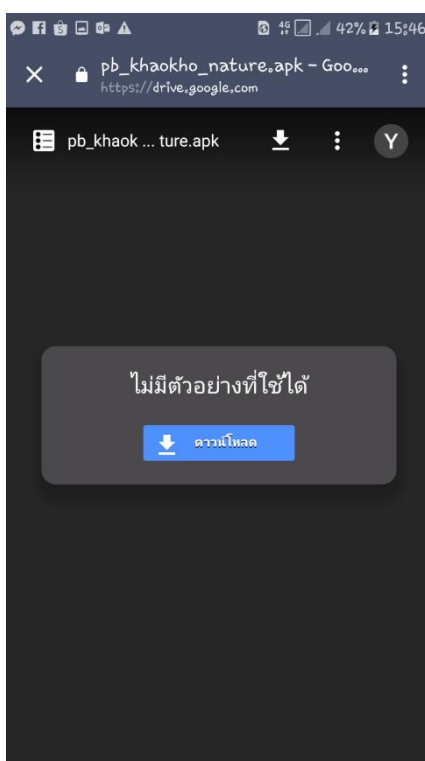 4G 42% 15:46
pb_khaokho_nature.apk – Goo...
https://drive.google.com
pb_khaok ... ture.apk
Y
ไม่มีตัวอย่างที่ใช้ได้
ดาวน์โหลด